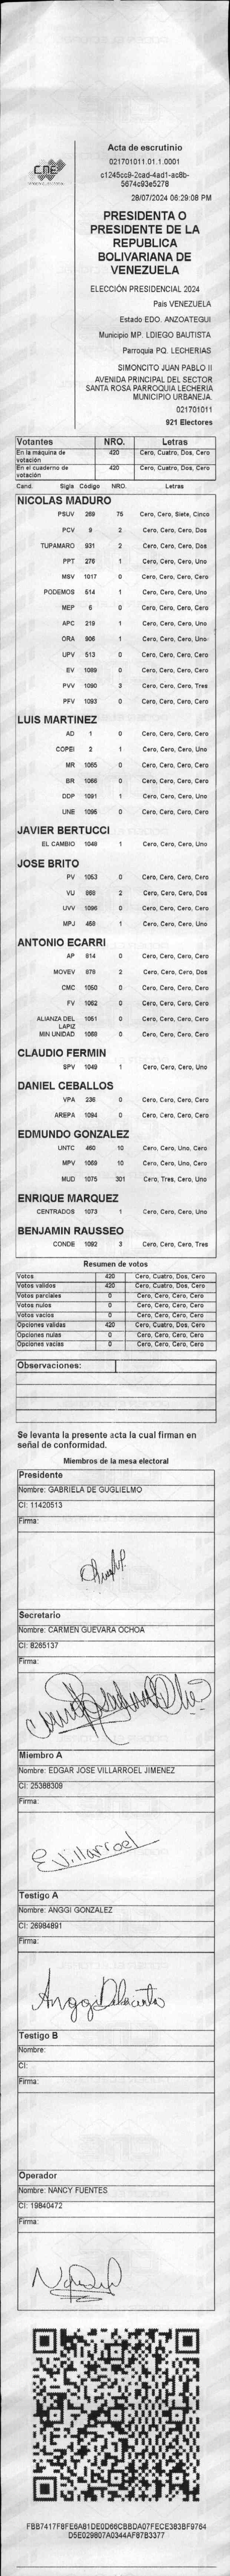 Acta de escrutinio
021701011.01.1.0001
c1245cc9-2cad-4ad1-ac8b-
5674c93e5278
28/07/2024 06:29:08 PM
CNE
PRESIDENTA O
PRESIDENTE DE LA
REPUBLICA
BOLIVARIANA DE
VENEZUELA
ELECCIÓN PRESIDENCIAL 2024
País VENEZUELA
Estado EDO. ANZOATEGUI
Municipio MP. LDIEGO BAUTISTA
Parroquia PQ. LECHERIAS
SIMONCITO JUAN PABLO II
AVENIDA PRINCIPAL DEL SECTOR
SANTA ROSA PARROQUIA LECHERIA
MUNICIPIO URBANEJA.
021701011
921 Electores
Votantes NRO. Letras
En la máquina de votación 420 Cero, Cuatro, Dos, Cero
En el cuaderno de votación 420 Cero, Cuatro, Dos, Cero
Cand. Sigls Código NRO. Letras
NICOLAS MADURO
PSUV 269 75 Cero, Cero, Siete, Cinco
PCV 9 2 Cero, Cero, Cero, Dos
TUPAMARO 931 2 Cero, Cero, Cero, Dos
PPT 276 1 Cero, Cero, Cero, Uno
MSV 1017 0 Cero, Cero, Cero, Cero
PODEMOS 514 1 Cero, Cero, Cero, Uno
MEP 6 0 Cero, Cero, Cero, Cero
APC 219 1 Cero, Cero, Cero, Uno
ORA 906 1 Cero, Cero, Cero, Uno
UPV 513 0 Cero, Cero, Cero, Cero
EV 1089 0 Cero, Cero, Cero, Cero
PVV 1090 3 Cero, Cero, Cero, Tres
PFV 1093 0 Cero, Cero, Cero, Cero
LUIS MARTINEZ
AD 1 0 Cero, Cero, Cero, Cero
COPEI 2 1 Cero, Cero, Cero, Uno
MR 1065 0 Cero, Cero, Cero, Cero
BR 1066 0 Cero, Cero, Cero, Cero
DDP 1091 1 Cero, Cero, Cero, Uno
UNE 1095 0 Cero, Cero, Cero, Cero
JAVIER BERTUCCI
EL CAMBIO 1048 1 Cero, Cero, Cero, Uno
JOSE BRITO
PV 1053 0 Cero, Cero, Cero, Cero
VU 888 2 Cero, Cero, Cero, Dos
UVV 1096 0 Cero, Cero, Cero, Cero
MPJ 458 1 Cero, Cero, Cero, Uno
ANTONIO ECARRI
AP 814 0 Cero, Cero, Cero, Cero
MOVEV 878 2 Cero, Cero, Cero, Dos
CMC 1050 0 Cero, Cero, Cero, Cero
FV 1062 0 Cero, Cero, Cero, Cero
ALIANZA DEL LAPIZ 1051 0 Cero, Cero, Cero, Cero
MIN UNIDAD 1068 0 Cero, Cero, Cero, Cero
CLAUDIO FERMIN
SPV 1049 1 Cero, Cero, Cero, Uno
DANIEL CEBALLOS
VPA 236 0 Cero, Cero, Cero, Cero
AREPA 1094 0 Cero, Cero, Cero, Cero
EDMUNDO GONZALEZ
UNTC 460 10 Cero, Cero, Uno, Cero
MPV 1069 10 Cero, Cero, Uno, Cero
MUD 1075 301 Cero, Tres, Cero, Uno
ENRIQUE MARQUEZ
CENTRADOS 1073 1 Cero, Cero, Cero, Uno
BENJAMIN RAUSSEO
CONDE 1092 3 Cero, Cero, Cero, Tres
Resumen de votos
Votos 420 Cero, Cuatro, Dos, Cero
Votos validos 420 Cero, Cuatro, Dos, Cero
Votos parciales 0 Cero, Cero, Cero, Cero
Votos nulos 0 Cero, Cero, Cero, Cero
Votos vacios 0 Cero, Cero, Cero, Cero
Opciones validas 420 Cero, Cuatro, Dos, Cero
Opciones nulas 0 Cero, Cero, Cero, Cero
Opciones vacias 0 Cero, Cero, Cero, Cero
Observaciones:
Se levanta la presente acta la cual firman en
señal de conformidad.
Miembros de la mesa electoral
Presidente
Nombre: GABRIELA DE GUGLIELMO
CI: 11420513
Firma:
Secretario
Nombre: CARMEN GUEVARA OCHOA
CI: 8265137
Firma:
Miembro A
Nombre: EDGAR JOSE VILLARROEL JIMENEZ
CI: 25388309
Firma:
E Villarroel
Testigo A
Nombre: ANGGI GONZALEZ
CI: 26984891
Firma:
Testigo B
Nombre:
CI:
Firma:
Operador
Nombre: NANCY FUENTES
CI: 19840472
Firma:
FBB7417F8FE6A81DE0D66CBBDA07FECE383BF9764
D5E029807A0344AF87B3377